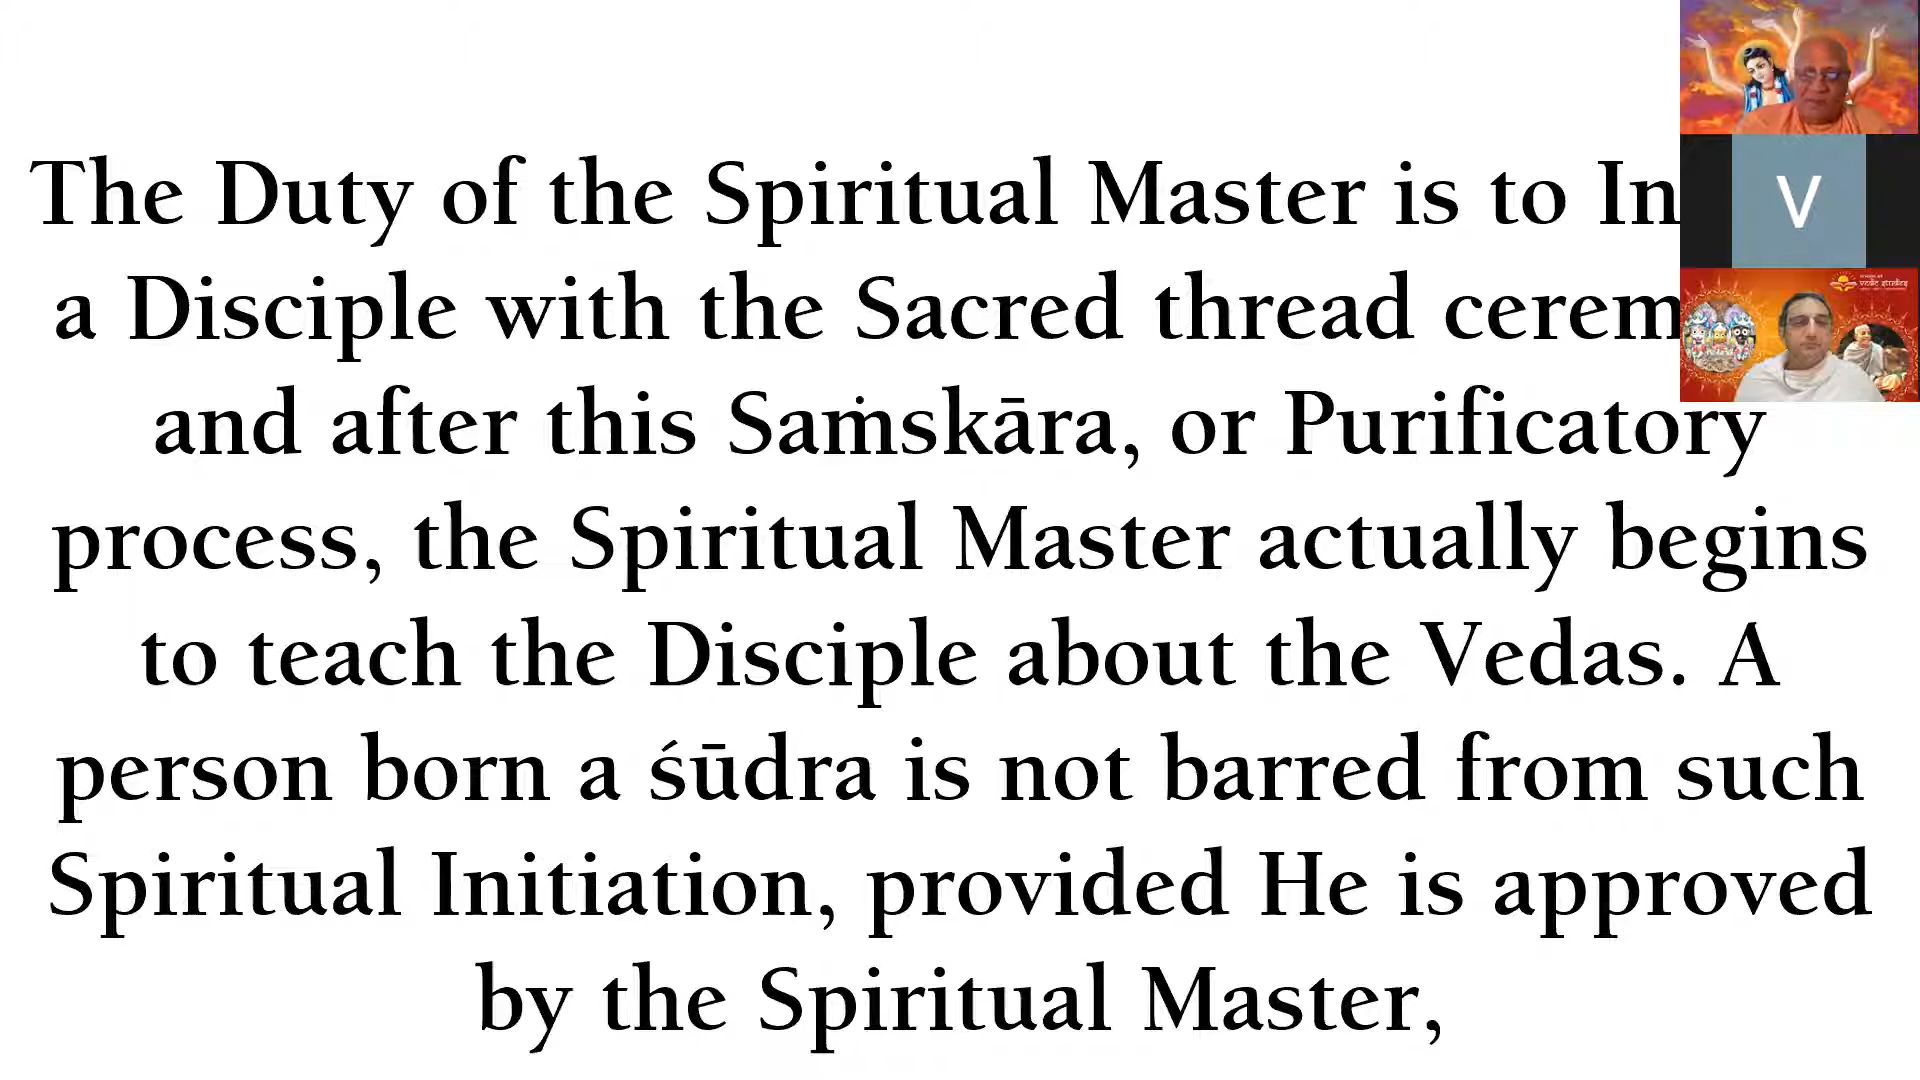 The Duty of the Spiritual Master is to In
a Disciple with the Sacred thread cerem
and after this Saṁskāra, or Purificatory
process, the Spiritual Master actually begins
to teach the Disciple about the Vedas. A
person born a śūdra is not barred from such
Spiritual Initiation, provided He is approved
by the Spiritual Master,
V
vedic studies